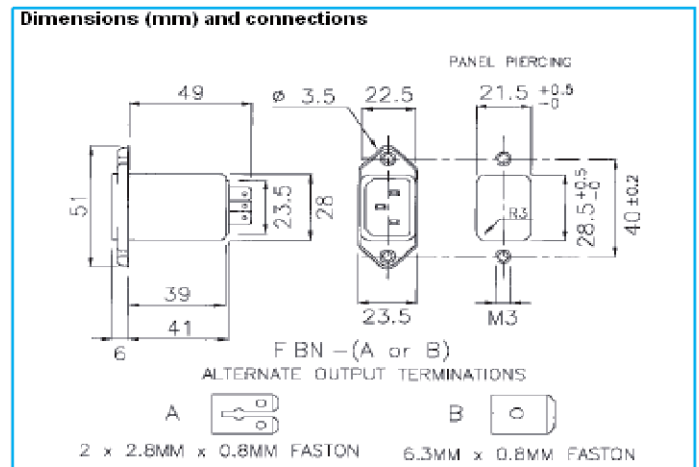 Dimensions (mm) and connections
PANEL PIERCING
49
ø 3.5
22.5
21.5 +0.5 -0
51
23.5
28
R3
28.5 +0.5 -0
40 ±0.2
39
41
6
23.5
M3
FBN - (A or B)
ALTERNATE OUTPUT TERMINATIONS
A
B
2 x 2.8MM x 0.8MM FASTON
6.3MM x 0.8MM FASTON